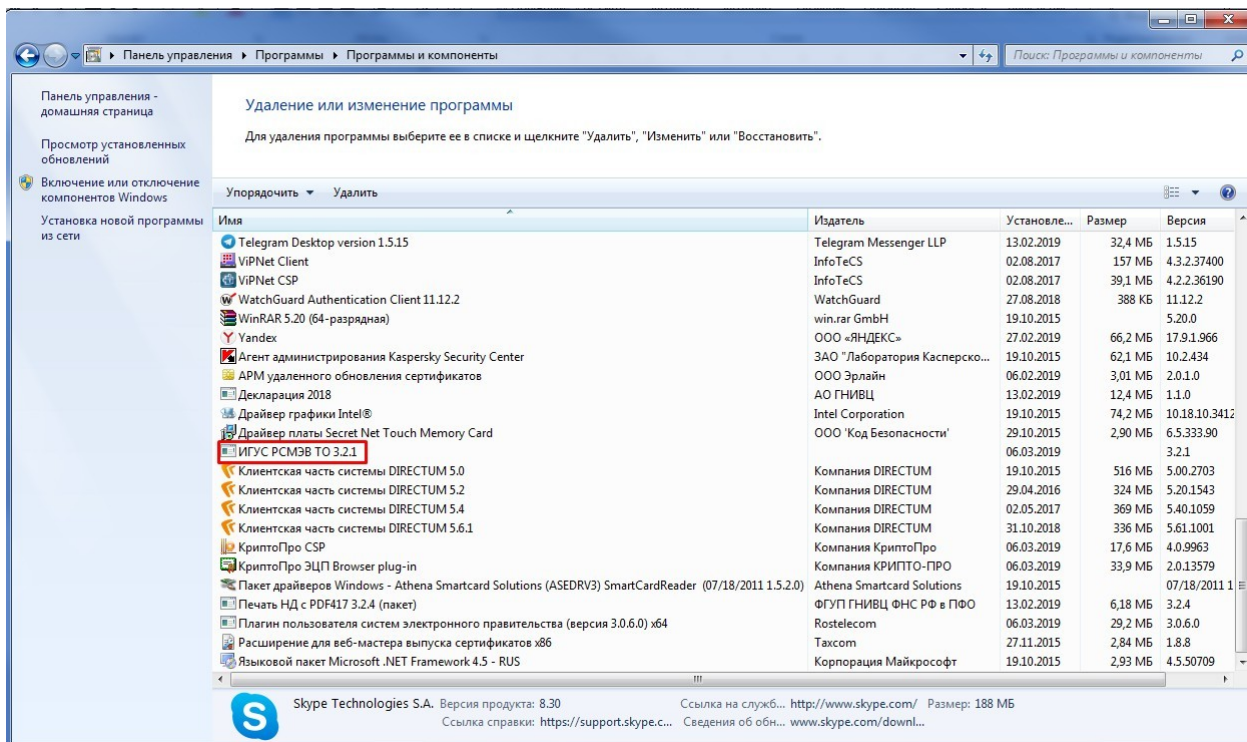 Панель управления ▸ Программы ▸ Программы и компоненты
Поиск: Программы и компоненты
Панель управления -
домашняя страница
Просмотр установленных
обновлений
Включение или отключение
компонентов Windows
Установка новой программы
из сети
Удаление или изменение программы
Для удаления программы выберите ее в списке и щелкните "Удалить", "Изменить" или "Восстановить".
Упорядочить Удалить
Имя Издатель Установле... Размер Версия
Telegram Desktop version 1.5.15 Telegram Messenger LLP 13.02.2019 32,4 МБ 1.5.15
ViPNet Client InfoTeCS 02.08.2017 157 МБ 4.3.2.37400
ViPNet CSP InfoTeCS 02.08.2017 39,1 МБ 4.2.2.36190
WatchGuard Authentication Client 11.12.2 WatchGuard 27.08.2018 388 КБ 11.12.2
WinRAR 5.20 (64-разрядная) win.rar GmbH 19.10.2015 5.20.0
Yandex ООО «ЯНДЕКС» 27.02.2019 66,2 МБ 17.9.1.966
Агент администрирования Kaspersky Security Center ЗАО "Лаборатория Касперско... 19.10.2015 62,1 МБ 10.2.434
АРМ удаленного обновления сертификатов ООО Эрлайн 06.02.2019 3,01 МБ 2.0.1.0
Декларация 2018 АО ГНИВЦ 13.02.2019 12,4 МБ 1.1.0
Драйвер графики Intel® Intel Corporation 19.10.2015 74,2 МБ 10.18.10.3412
Драйвер платы Secret Net Touch Memory Card ООО 'Код Безопасности' 29.10.2015 2,90 МБ 6.5.333.90
ИГУС РСМЭВ ТО 3.2.1 06.03.2019 3.2.1
Клиентская часть системы DIRECTUM 5.0 Компания DIRECTUM 19.10.2015 516 МБ 5.00.2703
Клиентская часть системы DIRECTUM 5.2 Компания DIRECTUM 29.04.2016 324 МБ 5.20.1543
Клиентская часть системы DIRECTUM 5.4 Компания DIRECTUM 02.05.2017 369 МБ 5.40.1059
Клиентская часть системы DIRECTUM 5.6.1 Компания DIRECTUM 31.10.2018 336 МБ 5.61.1001
КриптоПро CSP Компания КриптоПро 06.03.2019 17,6 МБ 4.0.9963
КриптоПро ЭЦП Browser plug-in Компания КРИПТО-ПРО 06.03.2019 33,9 МБ 2.0.13579
Пакет драйверов Windows - Athena Smartcard Solutions (ASEDRV3) SmartCardReader (07/18/2011 1.5.2.0) Athena Smartcard Solutions 19.10.2015 07/18/2011 1
Печать НД с PDF417 3.2.4 (пакет) ФГУП ГНИВЦ ФНС РФ в ПФО 13.02.2019 6,18 МБ 3.2.4
Плагин пользователя систем электронного правительства (версия 3.0.6.0) x64 Rostelecom 06.03.2019 29,2 МБ 3.0.6.0
Расширение для веб-мастера выпуска сертификатов x86 Taxcom 27.11.2015 2,84 МБ 1.8.8
Языковой пакет Microsoft .NET Framework 4.5 - RUS Корпорация Майкрософт 19.10.2015 2,93 МБ 4.5.50709
Skype Technologies S.A. Версия продукта: 8.30 Ссылка на служб... http://www.skype.com/ Размер: 188 МБ
Ссылка справки: https://support.skype.c... Сведения об обн... www.skype.com/downl...